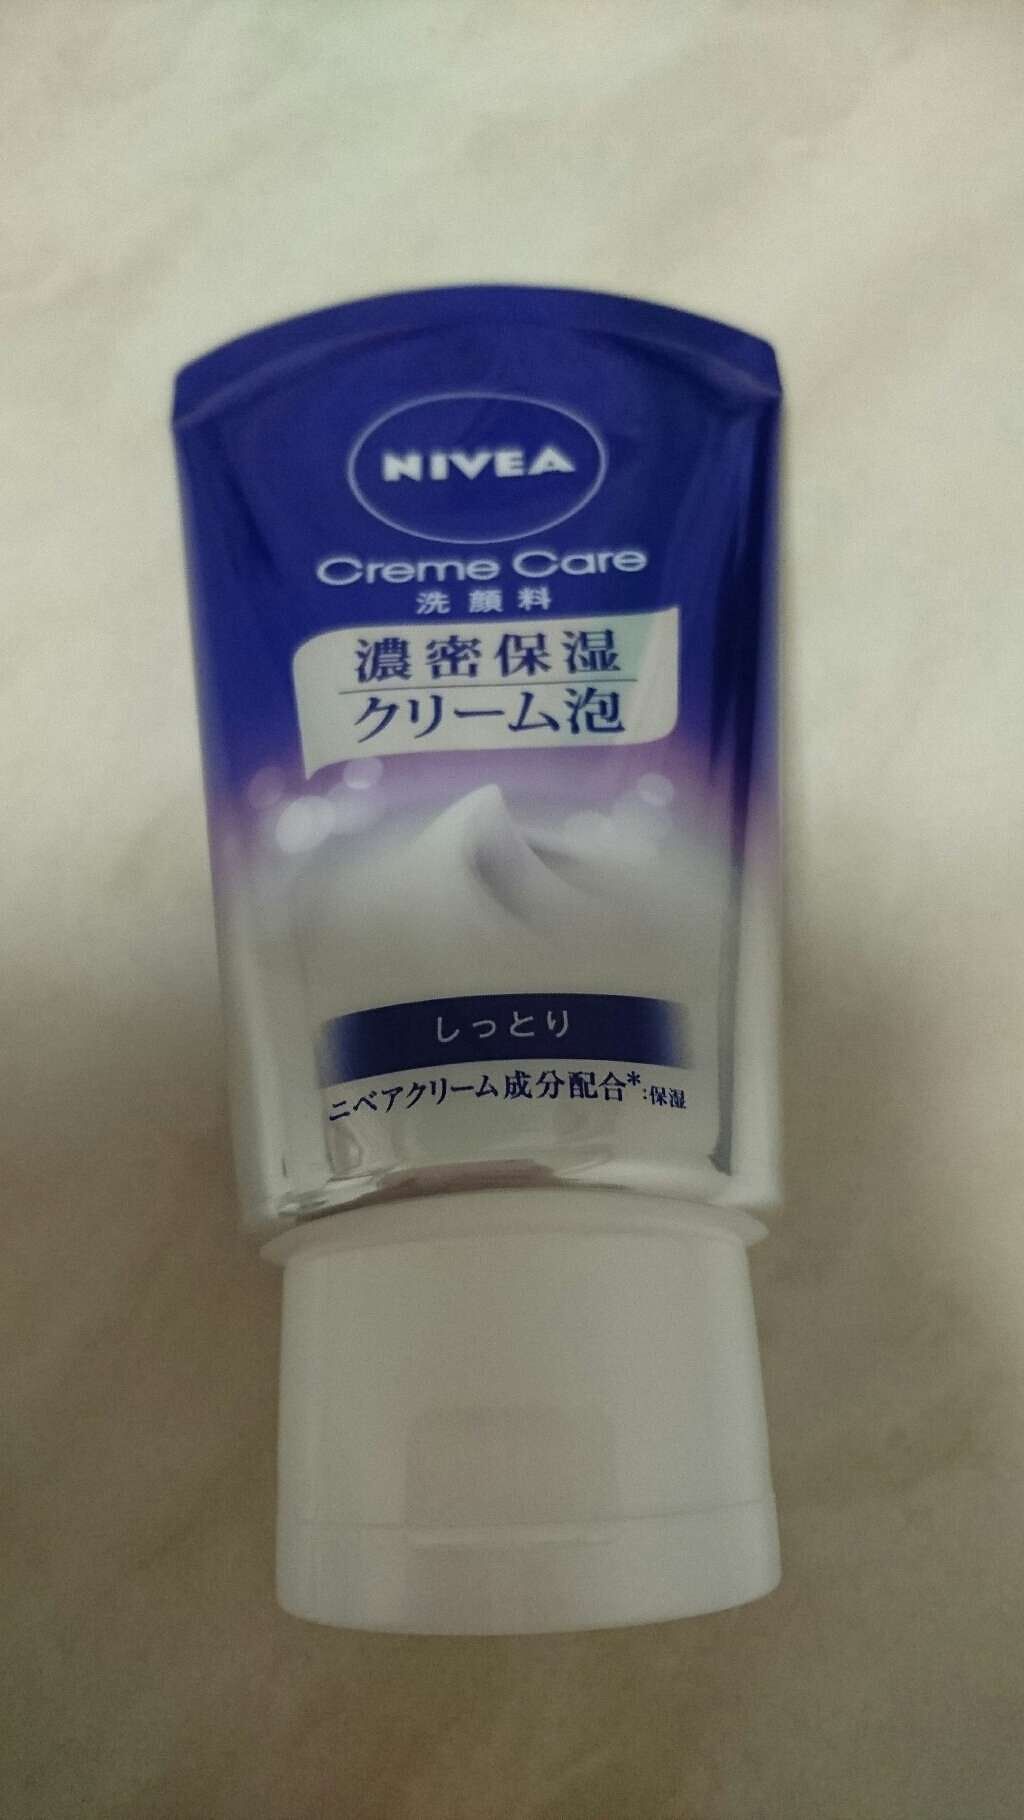 NIVEA
Creme Care
洗顔料
濃密保湿
クリーム泡
しっとり
ニベアクリーム成分配合*:保湿